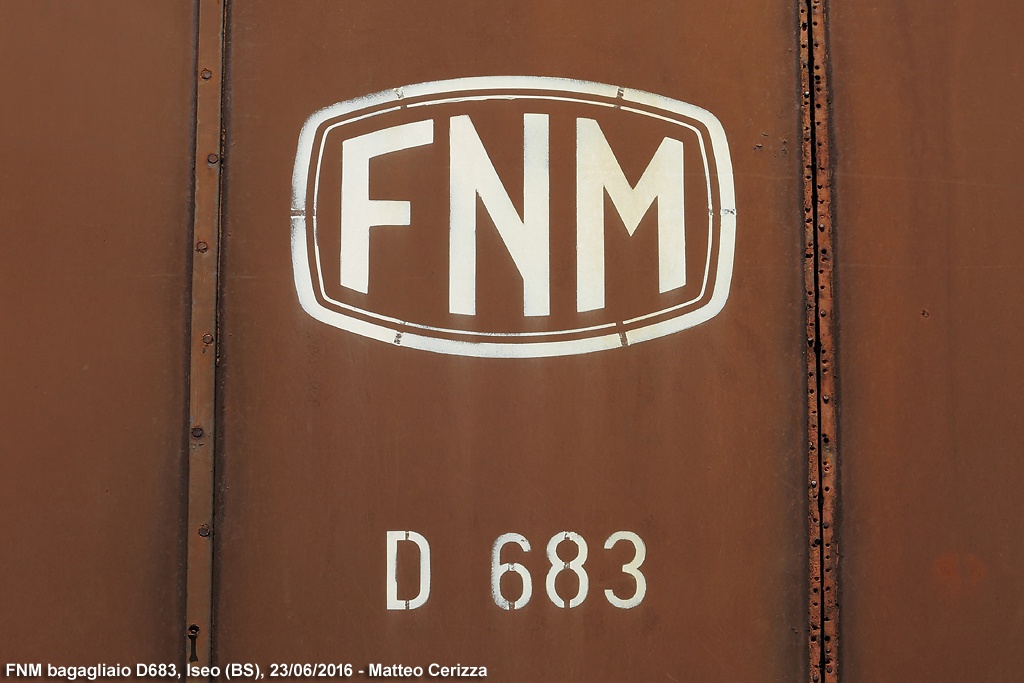 FNM
D 683
FNM bagagliaio D683, Iseo (BS), 23/06/2016 - Matteo Cerizza